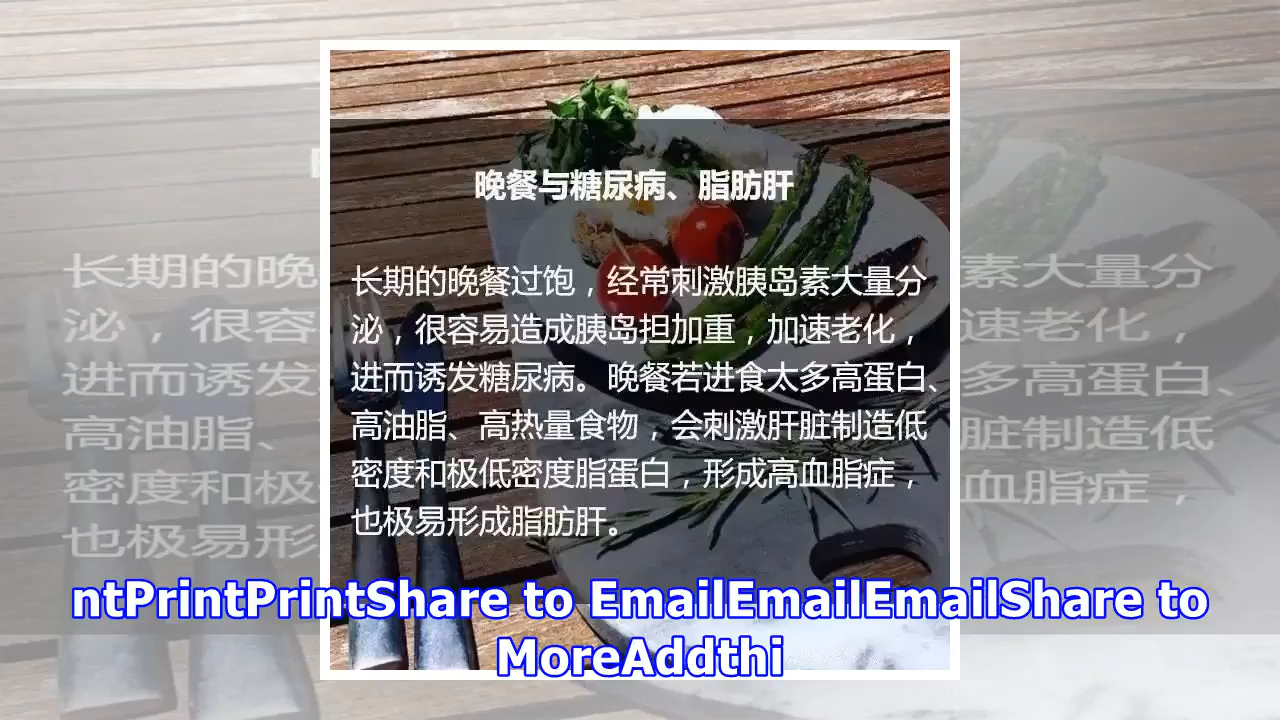 晚餐与糖尿病、脂肪肝
长期的晚餐过饱，经常刺激胰岛素大量分
泌，很容易造成胰岛担加重，加速老化，
进而诱发糖尿病。晚餐若进食太多高蛋白、
高油脂、高热量食物，会刺激肝脏制造低
密度和极低密度脂蛋白，形成高血脂症，
也极易形成脂肪肝。
ntPrintPrintShare to EmailEmailEmailShare to
MoreAddthi